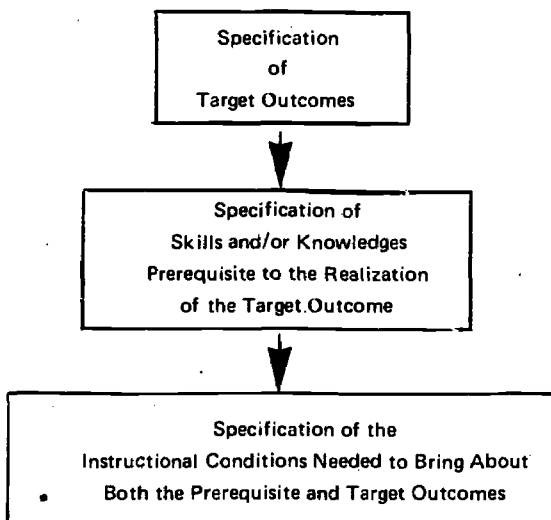 Specification
of
Target Outcomes
Specification of
Skills and/or Knowledges
Prerequisite to the Realization
of the Target.Outcome
Specification of the
Instructional Conditions Needed to Bring About
Both the Prerequisite and Target Outcomes